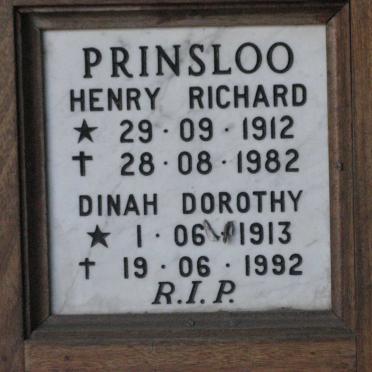 PRINSLOO
HENRY RICHARD
★ 29·09·1912
† 28·08·1982
DINAH DOROTHY
★ 1·06·1913
† 19·06·1992
R.I.P.